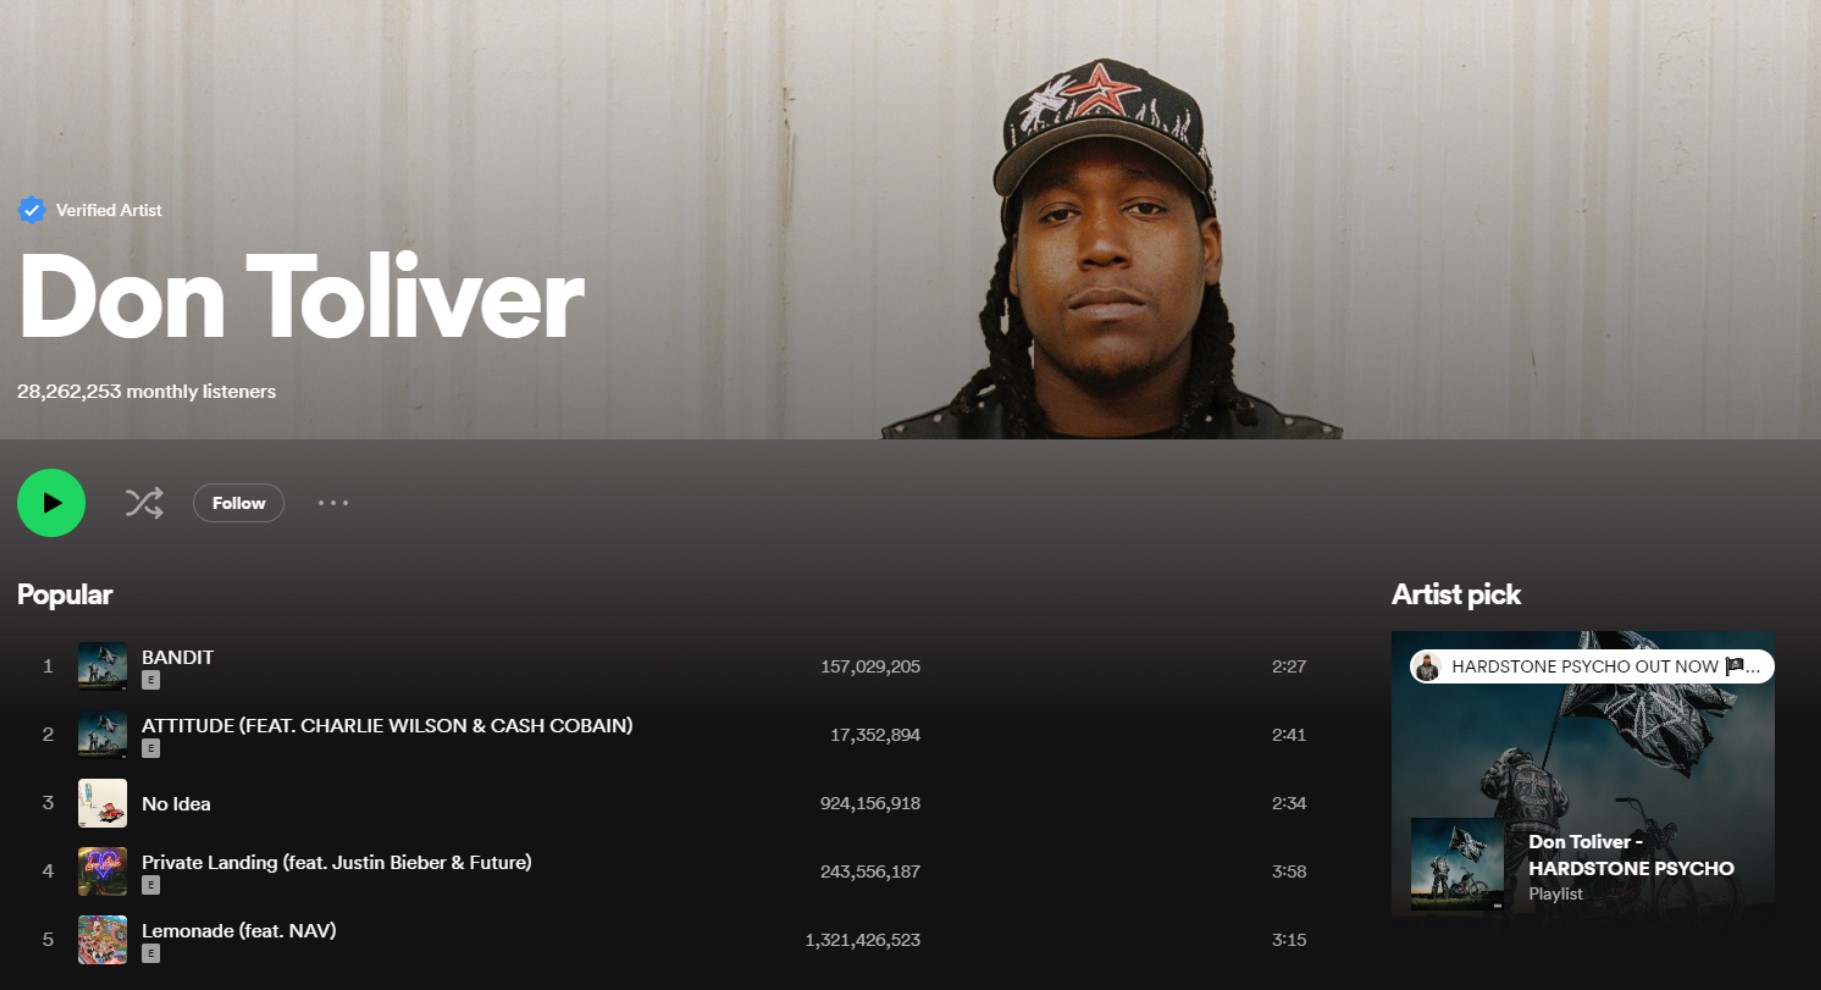 Verified Artist
Don Toliver
28,262,253 monthly listeners
Follow
Popular
1 BANDIT 157,029,205 2:27
E
2 ATTITUDE (FEAT. CHARLIE WILSON & CASH COBAIN) 17,352,894 2:41
E
3 No Idea 924,156,918 2:34
4 Private Landing (feat. Justin Bieber & Future) 243,556,187 3:58
E
5 Lemonade (feat. NAV) 1,321,426,523 3:15
E
Artist pick
HARDSTONE PSYCHO OUT NOW 🏴...
Don Toliver -
HARDSTONE PSYCHO
Playlist